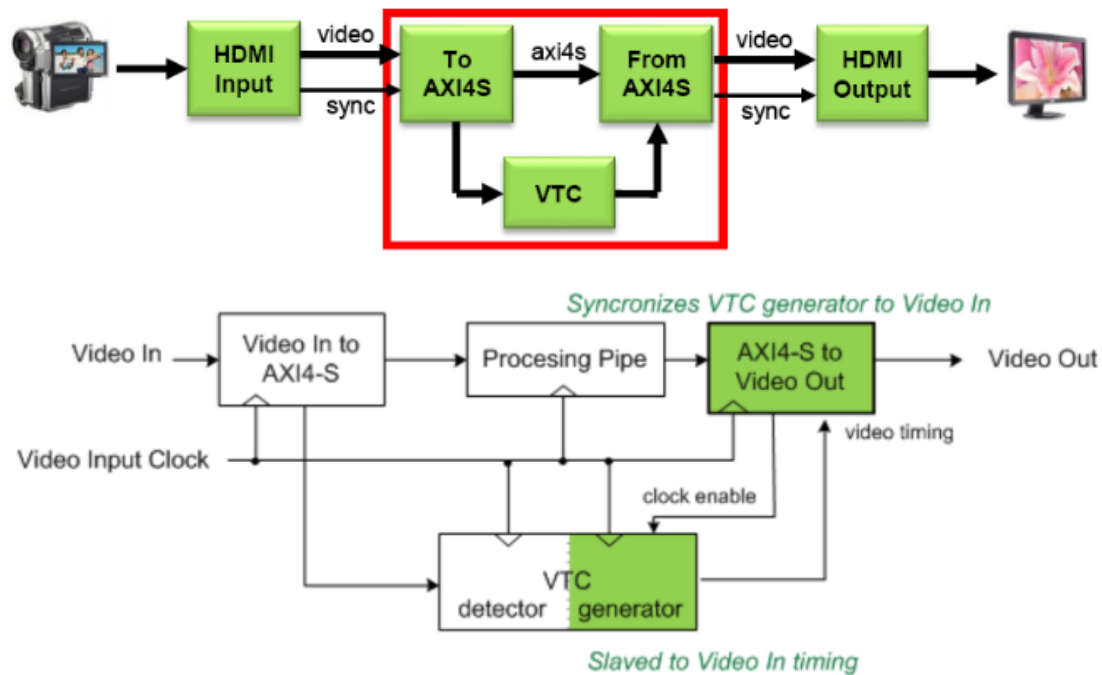 HDMI
Input
video
sync
To
AXI4S
axi4s
From
AXI4S
video
sync
HDMI
Output
VTC
Syncronizes VTC generator to Video In
Video In
Video In to
AXI4-S
Procesing Pipe
AXI4-S to
Video Out
Video Out
video timing
Video Input Clock
clock enable
VTC
detector
generator
Slaved to Video In timing